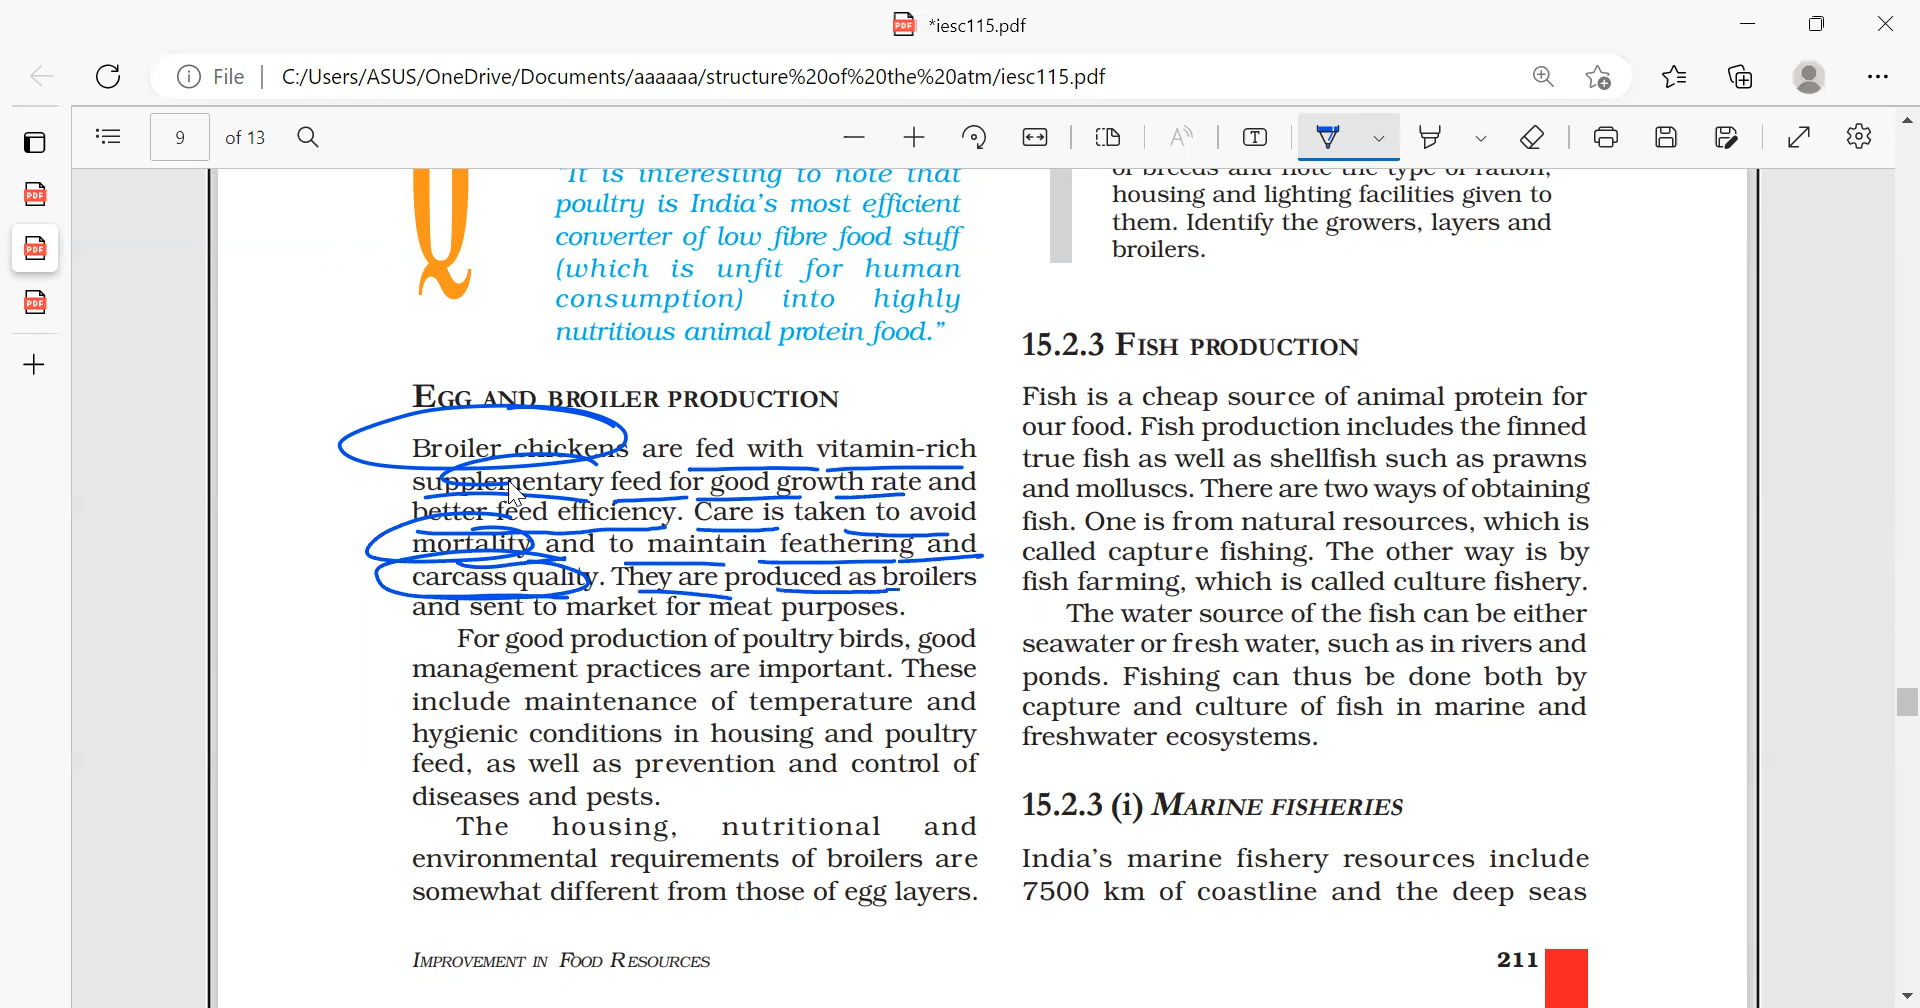 *iesc115.pdf
File
C:/Users/ASUS/OneDrive/Documents/aaaaaa/structure%20of%20the%20atm/iesc115.pdf
9 of 13
Q
"It is interesting to note that
poultry is India's most efficient
converter of low fibre food stuff
(which is unfit for human
consumption) into highly
nutritious animal protein food."
EGG AND BROILER PRODUCTION
Broiler chickens are fed with vitamin-rich
supplementary feed for good growth rate and
better feed efficiency. Care is taken to avoid
mortality and to maintain feathering and
carcass quality. They are produced as broilers
and sent to market for meat purposes.
For good production of poultry birds, good
management practices are important. These
include maintenance of temperature and
hygienic conditions in housing and poultry
feed, as well as prevention and control of
diseases and pests.
The housing, nutritional and
environmental requirements of broilers are
somewhat different from those of egg layers.
of breeds and note the type of ration,
housing and lighting facilities given to
them. Identify the growers, layers and
broilers.
15.2.3 FISH PRODUCTION
Fish is a cheap source of animal protein for
our food. Fish production includes the finned
true fish as well as shellfish such as prawns
and molluscs. There are two ways of obtaining
fish. One is from natural resources, which is
called capture fishing. The other way is by
fish farming, which is called culture fishery.
The water source of the fish can be either
seawater or fresh water, such as in rivers and
ponds. Fishing can thus be done both by
capture and culture of fish in marine and
freshwater ecosystems.
15.2.3 (i) MARINE FISHERIES
India's marine fishery resources include
7500 km of coastline and the deep seas
IMPROVEMENT IN FOOD RESOURCES
211